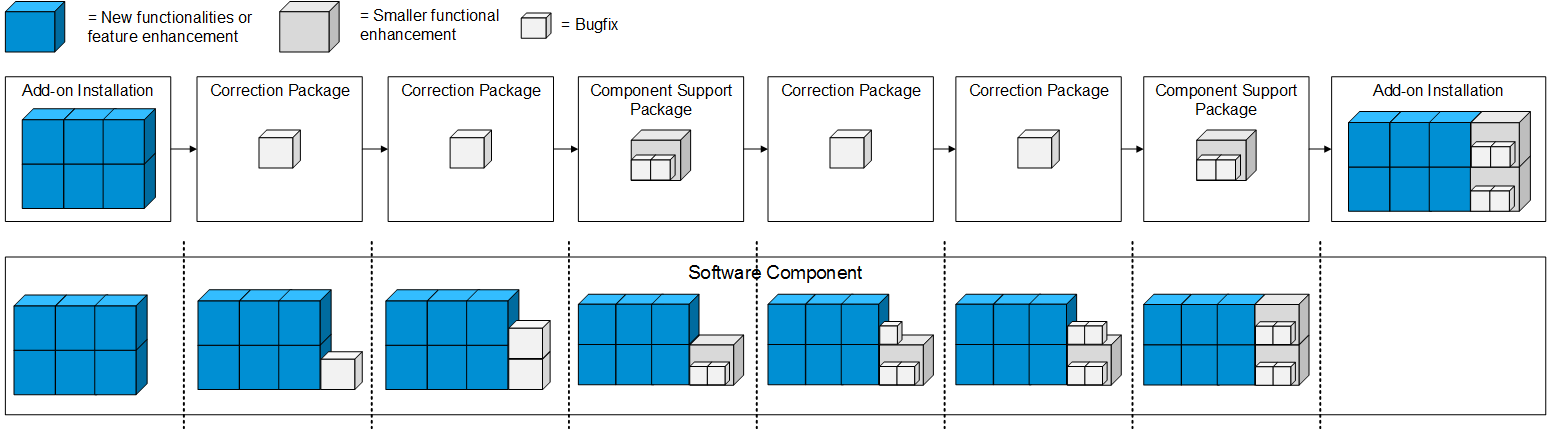 = New functionalities or
feature enhancement
= Smaller functional
enhancement
= Bugfix
Add-on Installation
Correction Package
Correction Package
Component Support
Package
Correction Package
Correction Package
Component Support
Package
Add-on Installation
Software Component